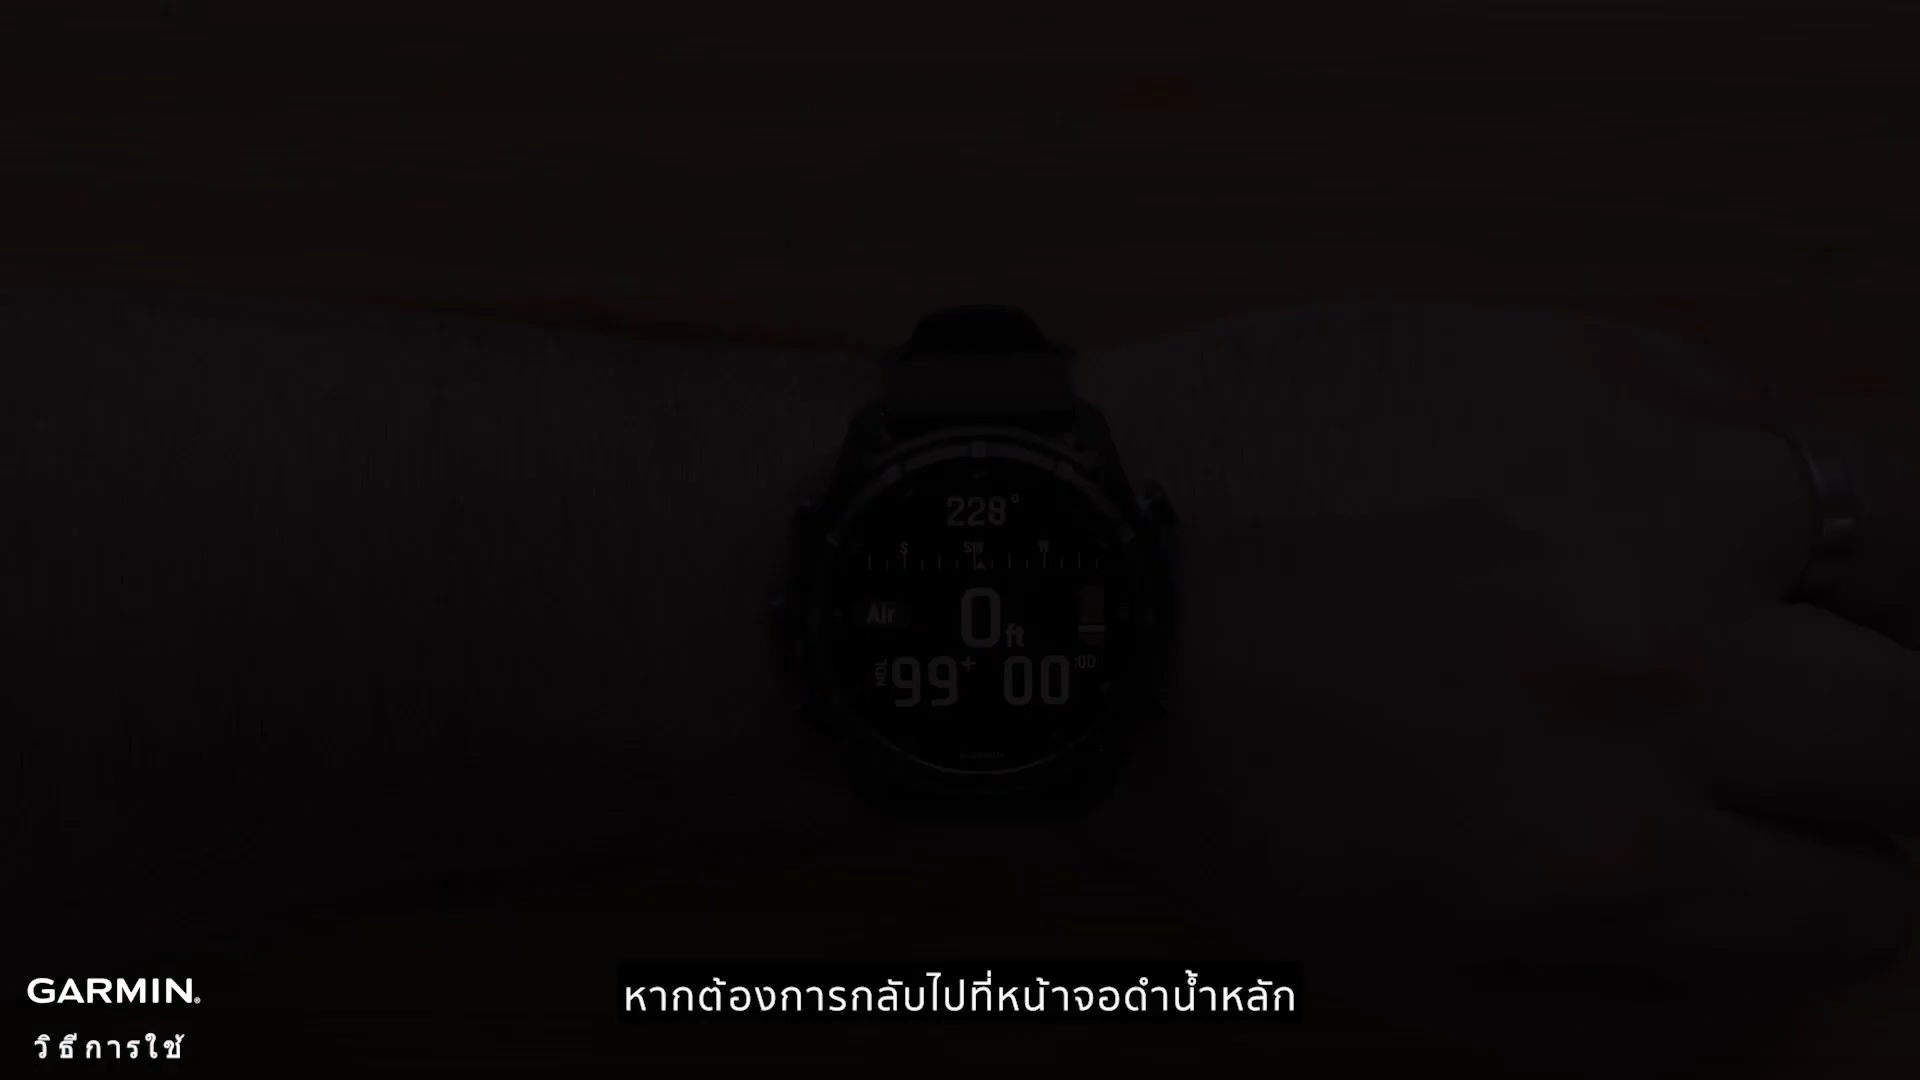 228°
S SW W
Air 0 ft
NDL 99+ 00:00
GARMIN.
วิธีการใช้
หากต้องการกลับไปที่หน้าจอดำน้ำหลัก